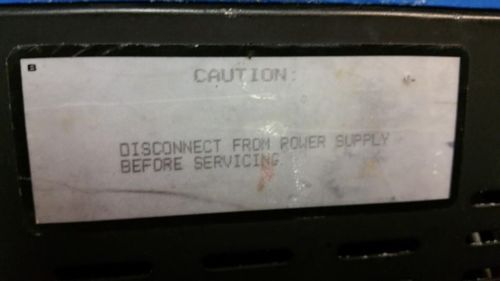 B
CAUTION:
DISCONNECT FROM POWER SUPPLY
BEFORE SERVICING